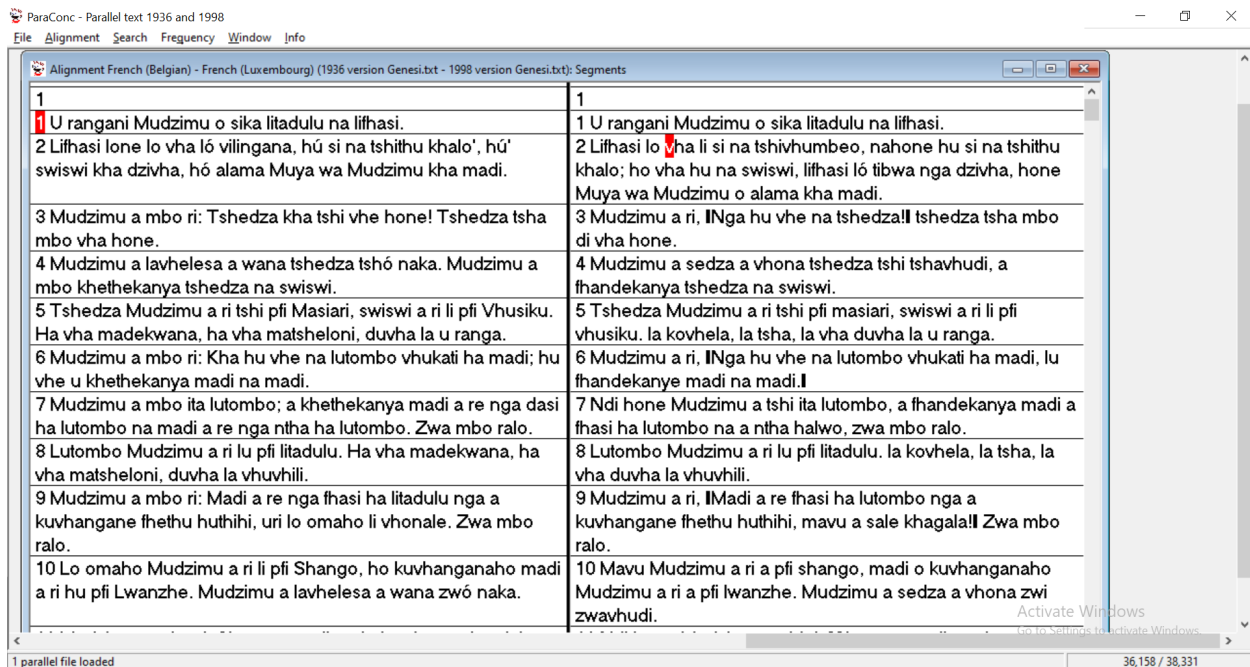 ParaConc - Parallel text 1936 and 1998
File Alignment Search Frequency Window Info
Alignment French (Belgian) - French (Luxembourg) (1936 version Genesi.txt - 1998 version Genesi.txt): Segments
1
1 U rangani Mudzimu o sika litadulu na lifhasi.
2 Lifhasi lone lo vha ló vilingana, hú si na tshithu khalo', hú'
swiswi kha dzivha, hó alama Muya wa Mudzimu kha madi.
3 Mudzimu a mbo ri: Tshedza kha tshi vhe hone! Tshedza tsha
mbo vha hone.
4 Mudzimu a lavhelesa a wana tshedza tshó naka. Mudzimu a
mbo khethekanya tshedza na swiswi.
5 Tshedza Mudzimu a ri tshi pfi Masiari, swiswi a ri li pfi Vhusiku.
Ha vha madekwana, ha vha matsheloni, duvha la u ranga.
6 Mudzimu a mbo ri: Kha hu vhe na lutombo vhukati ha madi; hu
vhe u khethekanya madi na madi.
7 Mudzimu a mbo ita lutombo; a khethekanya madi a re nga dasi
ha lutombo na madi a re nga ntha ha lutombo. Zwa mbo ralo.
8 Lutombo Mudzimu a ri lu pfi litadulu. Ha vha madekwana, ha
vha matsheloni, duvha la vhuvhili.
9 Mudzimu a mbo ri: Madi a re nga fhasi ha litadulu nga a
kuvhangane fhethu huthihi, uri lo omaho li vhonale. Zwa mbo
ralo.
10 Lo omaho Mudzimu a ri li pfi Shango, ho kuvhanganaho madi
a ri hu pfi Lwanzhe. Mudzimu a lavhelesa a wana zwó naka.
1
1 U rangani Mudzimu o sika litadulu na lifhasi.
2 Lifhasi lo vha li si na tshivhumbeo, nahone hu si na tshithu
khalo; ho vha hu na swiswi, lifhasi ló tibwa nga dzivha, hone
Muya wa Mudzimu o alama kha madi.
3 Mudzimu a ri, Nga hu vhe na tshedza! tshedza tsha mbo
di vha hone.
4 Mudzimu a sedza a vhona tshedza tshi tshavhudi, a
fhandekanya tshedza na swiswi.
5 Tshedza Mudzimu a ri tshi pfi masiari, swiswi a ri li pfi
vhusiku. la kovhela, la tsha, la vha duvha la u ranga.
6 Mudzimu a ri, Nga hu vhe na lutombo vhukati ha madi, lu
fhandekanye madi na madi.
7 Ndi hone Mudzimu a tshi ita lutombo, a fhandekanya madi a
fhasi ha lutombo na a ntha halwo, zwa mbo ralo.
8 Lutombo Mudzimu a ri lu pfi litadulu. la kovhela, la tsha, la
vha duvha la vhuvhili.
9 Mudzimu a ri, Madi a re fhasi ha lutombo nga a
kuvhangane fhethu huthihi, mavu a sale khagala! Zwa mbo
ralo.
10 Mavu Mudzimu a ri a pfi shango, madi o kuvhanganaho
Mudzimu a ri a pfi lwanzhe. Mudzimu a sedza a vhona zwi
zwavhudi.
Activate Windows
Go to Settings to activate Windows.
1 parallel file loaded
36,158 / 38,331